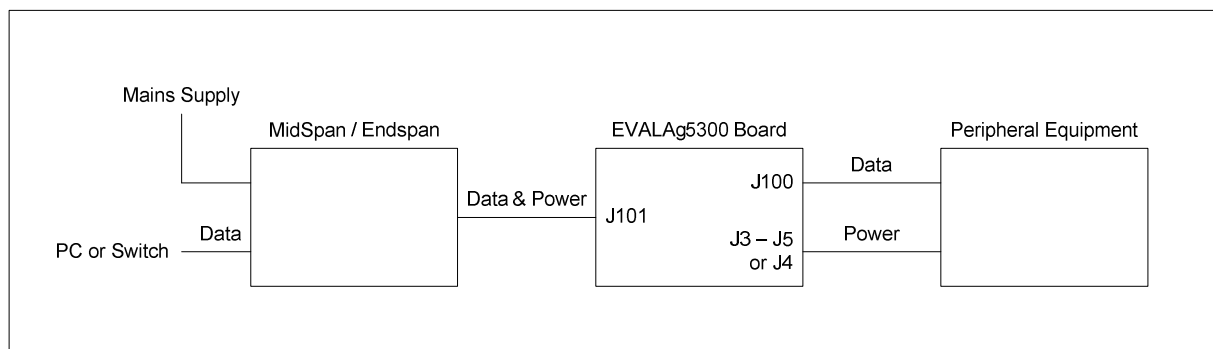 Mains Supply
MidSpan / Endspan
EVALAg5300 Board
Peripheral Equipment
J100
Data
Data & Power
J101
Data
PC or Switch
J3 – J5
or J4
Power